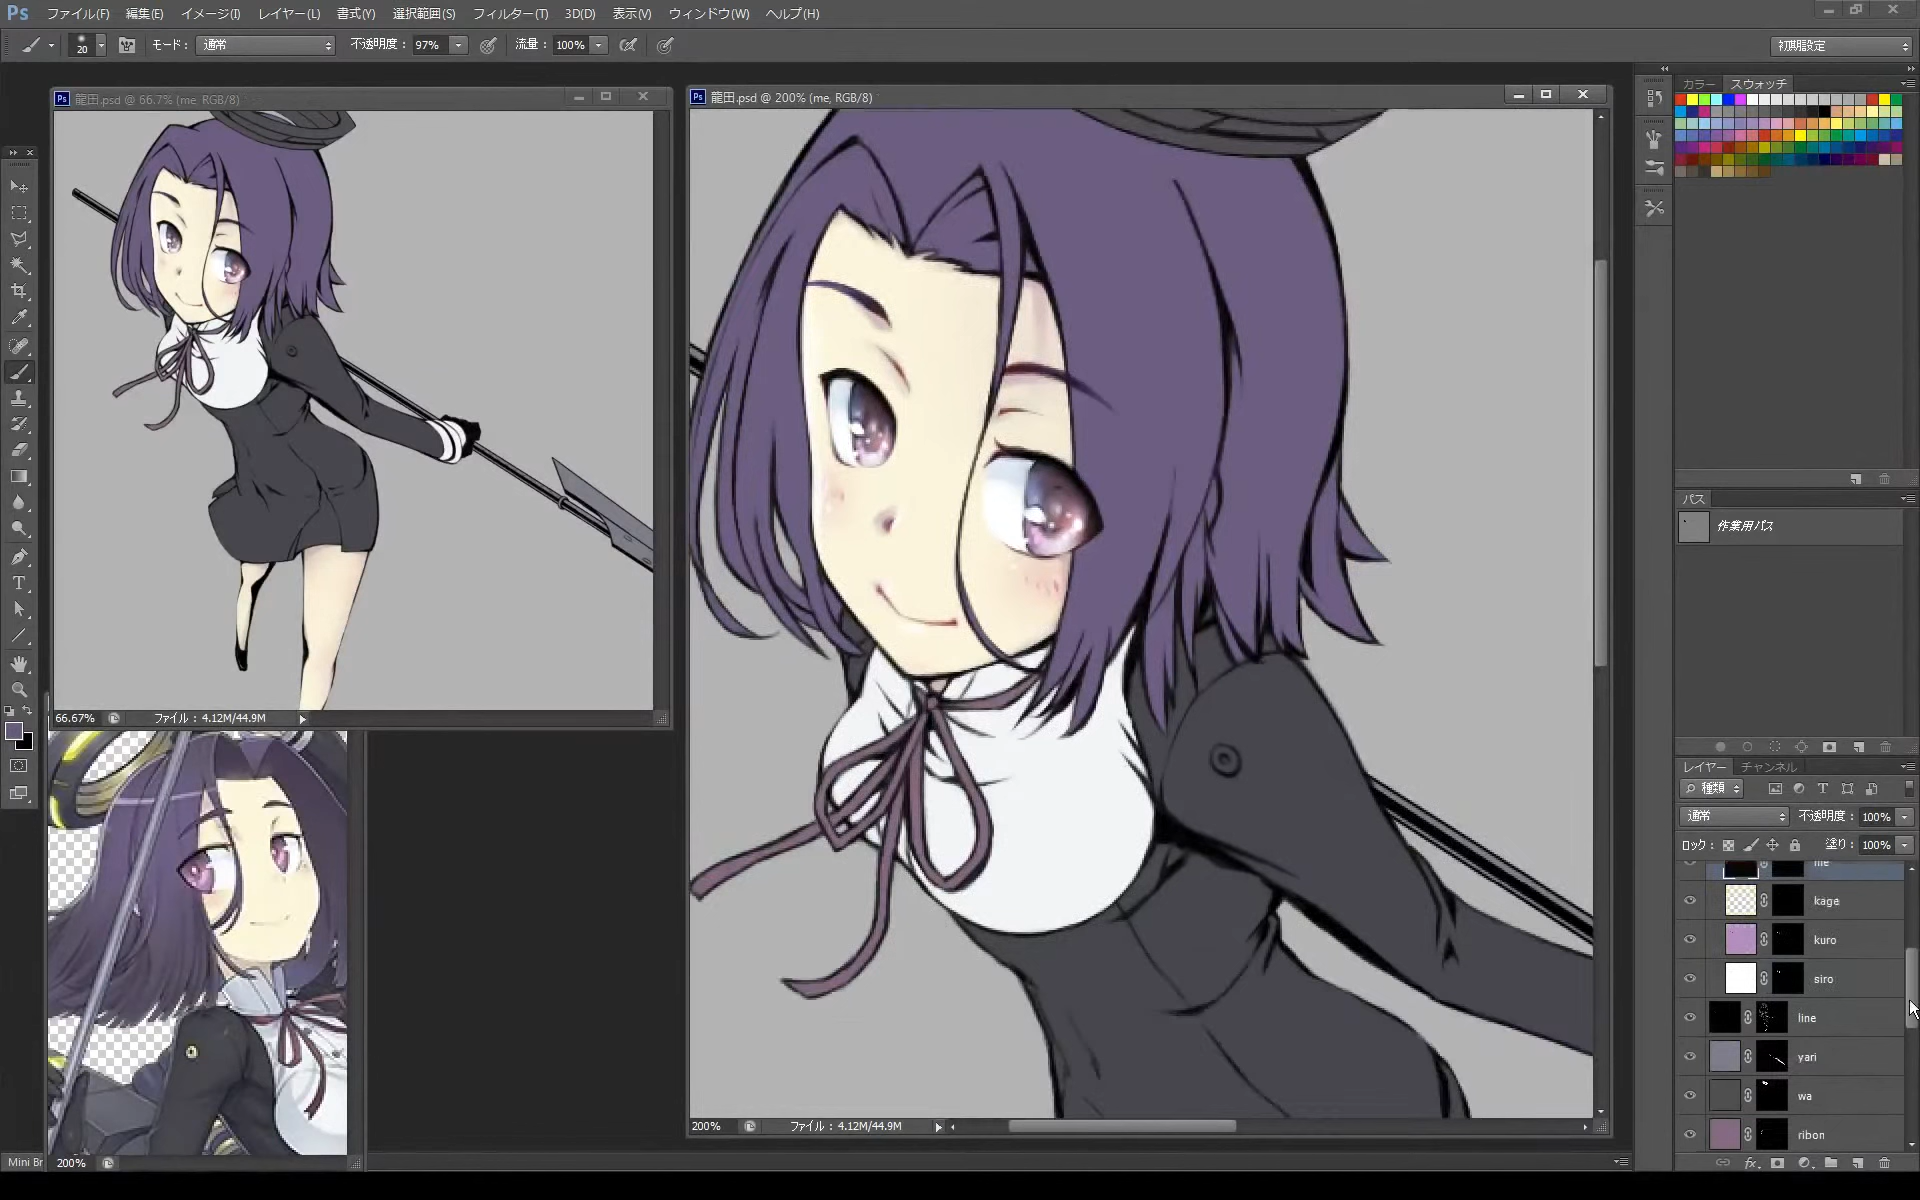 Ps ファイル(F) 編集(E) イメージ(I) レイヤー(L) 書式(Y) 選択範囲(S) フィルター(T) 3D(D) 表示(V) ウィンドウ(W) ヘルプ(H)
20 モード: 通常 不透明度: 97% 流量: 100% 初期設定
カラー スウォッチ
Ps 龍田.psd @ 66.7% (me, RGB/8)
Ps 龍田.psd @ 200% (me, RGB/8)
パス
作業用パス
66.67% ファイル : 4.12M/44.9M
レイヤー チャンネル
種類
通常 不透明度: 100%
ロック: 塗り: 100%
me
kage
kuro
siro
line
yari
wa
ribon
200% ファイル : 4.12M/44.9M
Mini Br 200%
fx